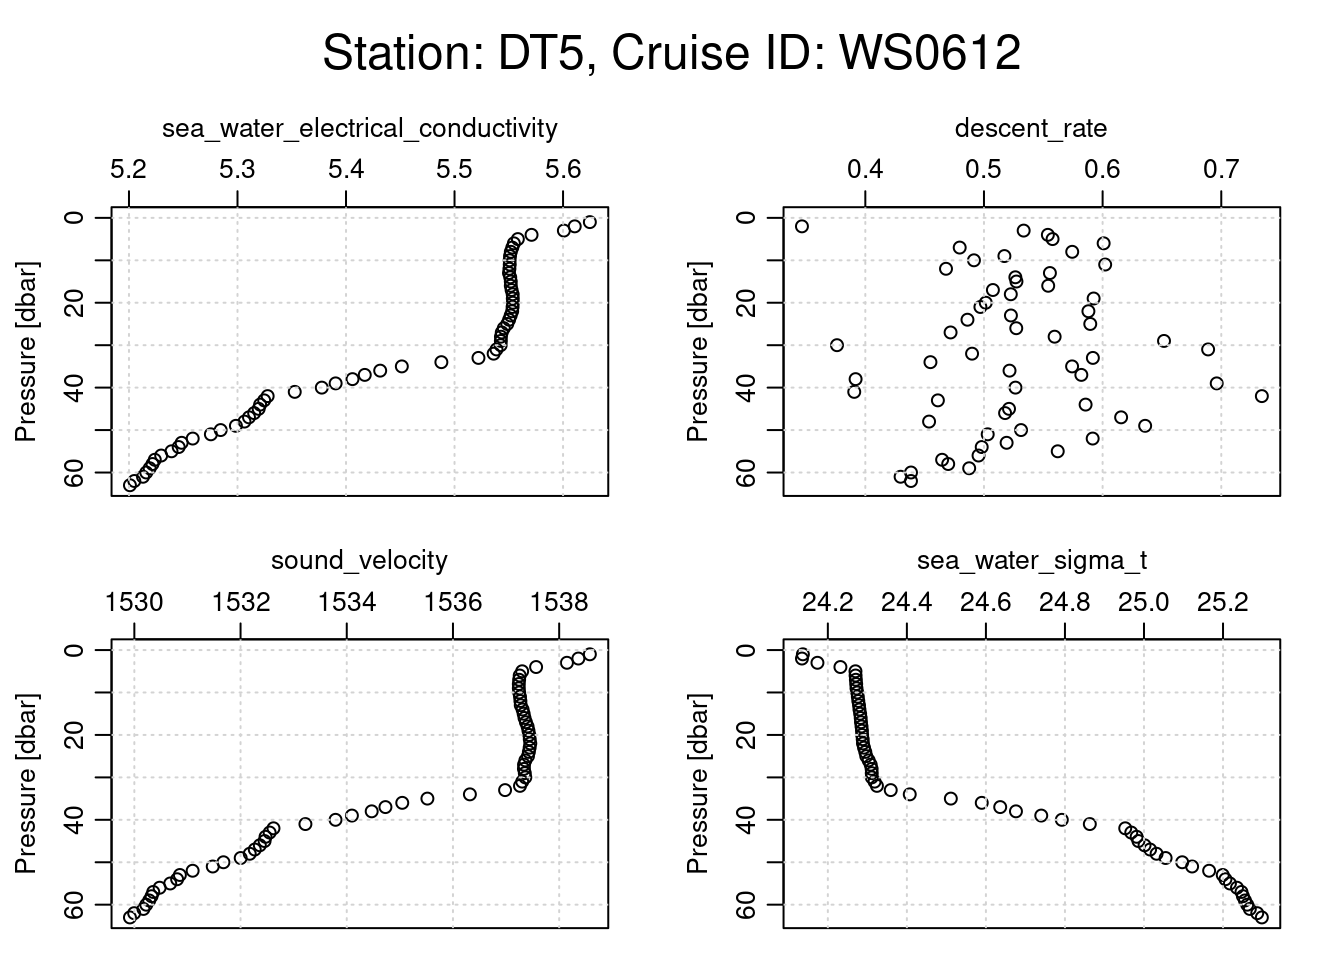 Station: DT5, Cruise ID: WS0612
sea_water_electrical_conductivity
5.2 5.3 5.4 5.5 5.6
Pressure [dbar]
0
20
40
60
descent_rate
0.4 0.5 0.6 0.7
Pressure [dbar]
0
20
40
60
sound_velocity
1530 1532 1534 1536 1538
Pressure [dbar]
0
20
40
60
sea_water_sigma_t
24.2 24.4 24.6 24.8 25.0 25.2
Pressure [dbar]
0
20
40
60